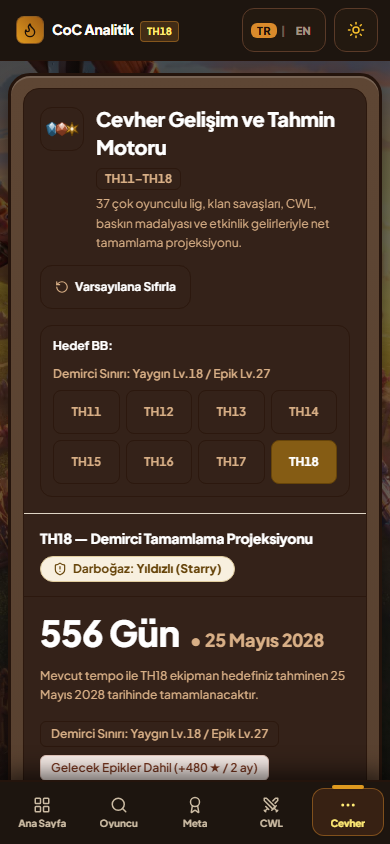 CoC Analitik TH18
TR | EN
Cevher Gelişim ve Tahmin
Motoru
TH11–TH18
37 çok oyunculu lig, klan savaşları, CWL,
baskın madalyası ve etkinlik gelirleriyle net
tamamlama projeksiyonu.
Varsayılana Sıfırla
Hedef BB:
Demirci Sınırı: Yaygın Lv.18 / Epik Lv.27
TH11 TH12 TH13 TH14
TH15 TH16 TH17 TH18
TH18 — Demirci Tamamlama Projeksiyonu
Darboğaz: Yıldızlı (Starry)
556 Gün • 25 Mayıs 2028
Mevcut tempo ile TH18 ekipman hedefiniz tahminen 25
Mayıs 2028 tarihinde tamamlanacaktır.
Demirci Sınırı: Yaygın Lv.18 / Epik Lv.27
Gelecek Epikler Dahil (+480 ★ / 2 ay)
Ana Sayfa Oyuncu Meta CWL Cevher